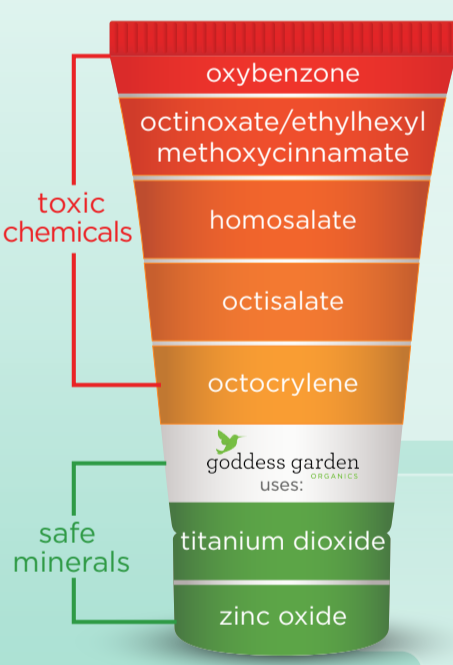 oxybenzone
octinoxate/ethylhexyl
methoxycinnamate
toxic
chemicals
homosalate
octisalate
octocrylene
goddess garden
ORGANICS
uses:
safe
minerals
titanium dioxide
zinc oxide